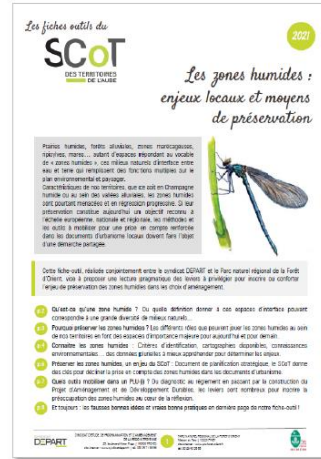 Les fiches outils du
2021
SCoT
DES TERRITOIRES
DE L'AUBE
Les zones humides :
enjeux locaux et moyens
de préservation
Prairies humides, forêts alluviales, zones marécageuses,
ripisylves, mares… autant d'espaces répondant au vocable
de « zones humides », ces milieux naturels d'interface entre
eau et terre qui remplissent des fonctions multiples sur le
plan environnemental et paysager.
Caractéristiques de nos territoires, que ce soit en Champagne
humide ou au sein des vallées alluviales, les zones humides
sont pourtant menacées et en régression progressive. Si leur
préservation constitue aujourd'hui un objectif reconnu à
l'échelle européenne, nationale et régionale, les méthodes et
les outils à mobiliser pour une prise en compte renforcée
dans les documents d'urbanisme locaux doivent faire l'objet
d'une démarche partagée.
Cette fiche-outil, réalisée conjointement entre le syndicat DEPART et le Parc naturel régional de la Forêt
d'Orient, vise à proposer une lecture pragmatique des leviers à privilégier pour inscrire ou conforter
l'enjeu de préservation des zones humides dans les choix d'aménagement.
Qu'est-ce qu'une zone humide ? Du quelle définition donner à ces espaces d'interface pouvant
correspondre à une grande diversité de milieux naturels…
Pourquoi préserver les zones humides ? Les différents rôles que peuvent jouer les zones humides au sein
de nos territoires en font des espaces d'importance majeure pour aujourd'hui et pour demain.
Connaître les zones humides : Critères d'identification, cartographies disponibles, connaissances
environnementales … des données plurielles à mieux appréhender pour déterminer les enjeux.
Préserver les zones humides, un enjeu du SCoT : Document de planification stratégique, le SCoT donne
des clés pour décliner la prise en compte des zones humides dans les documents d'urbanisme.
Quels outils mobiliser dans un PLU-i ? Du diagnostic au règlement en passant par la construction du
Projet d'Aménagement et de Développement Durables, les leviers sont nombreux pour inscrire la
préoccupation des zones humides au cœur de la réflexion.
Et toujours : les fausses bonnes idées et vraies bonnes pratiques en dernière page de notre fiche-outil !
DEPART
1